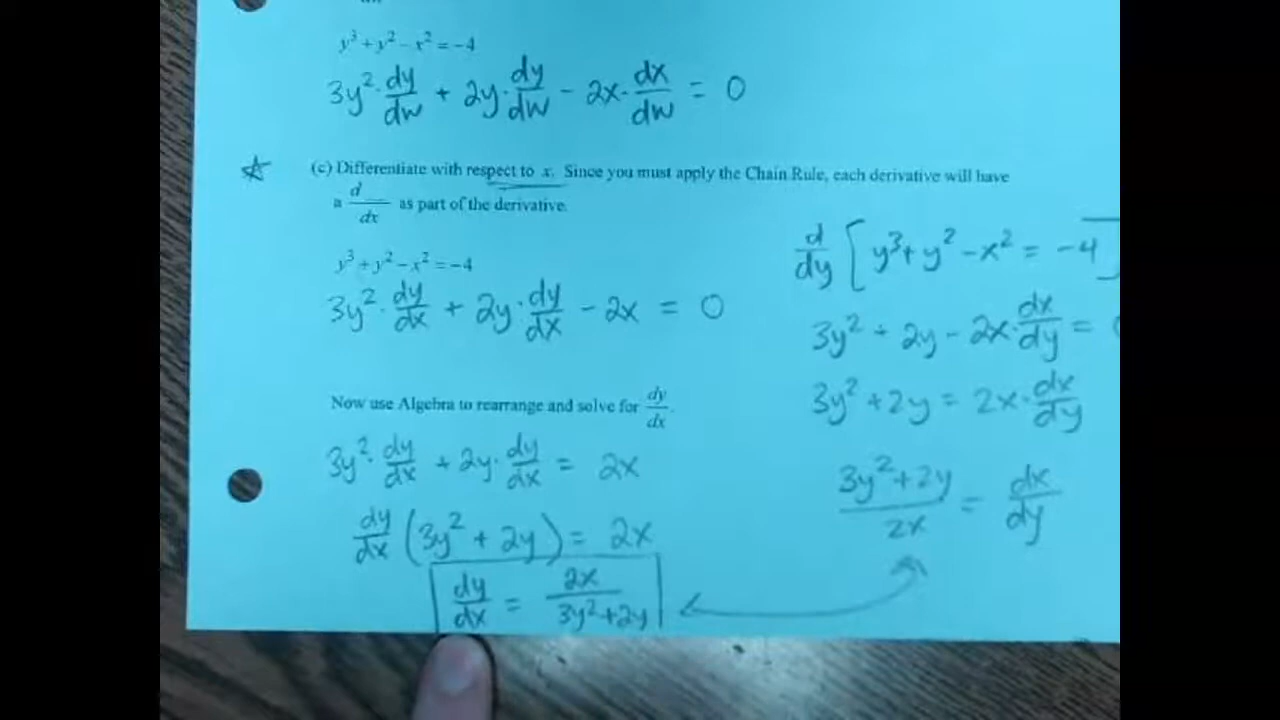 y³ + y² - x² = -4
3y² · dy/dw + 2y · dy/dw - 2x · dx/dw = 0
☆ (c) Differentiate with respect to x. Since you must apply the Chain Rule, each derivative will have
a d/dx as part of the derivative.
y³ + y² - x² = -4
3y² · dy/dx + 2y · dy/dx - 2x = 0
Now use Algebra to rearrange and solve for dy/dx.
3y² · dy/dx + 2y · dy/dx = 2x
dy/dx (3y² + 2y) = 2x
dy/dx = 2x/3y²+2y
d/dy [y³ + y² - x² = -4]
3y² + 2y - 2x · dx/dy =
3y² + 2y = 2x · dx/dy
3y²+2y/2x = dx/dy